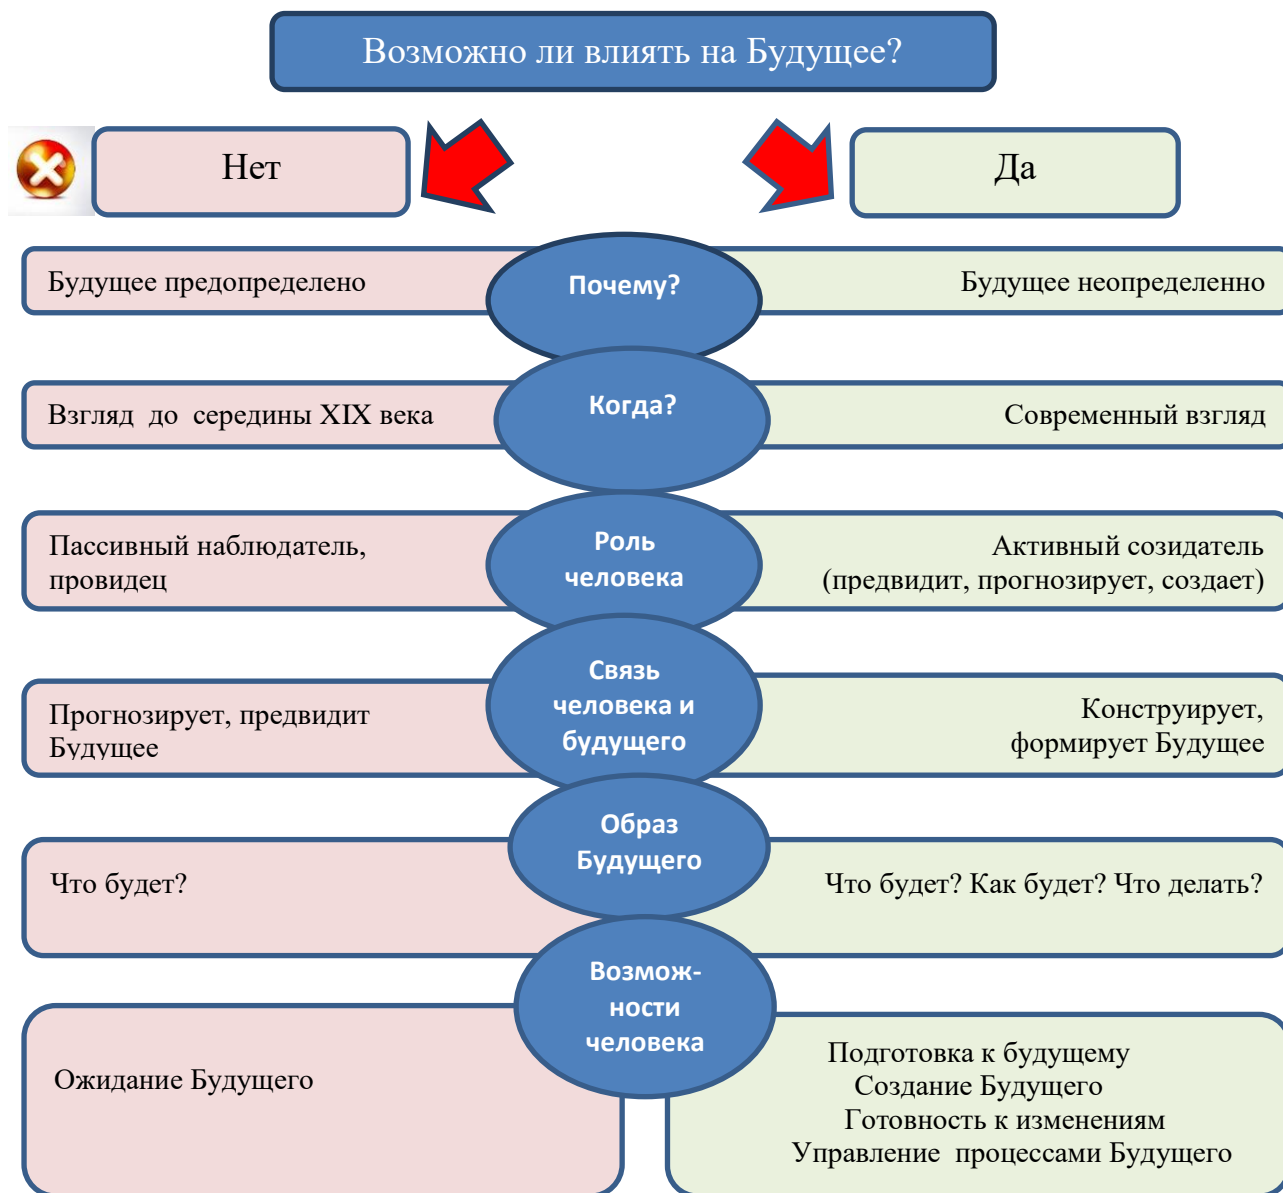 Возможно ли влиять на Будущее?
Нет
Да
Будущее предопределено
Почему?
Будущее неопределенно
Взгляд до середины XIX века
Когда?
Современный взгляд
Пассивный наблюдатель,
провидец
Роль
человека
Активный созидатель
(предвидит, прогнозирует, создает)
Прогнозирует, предвидит
Будущее
Связь
человека и
будущего
Конструирует,
формирует Будущее
Что будет?
Образ
Будущего
Что будет? Как будет? Что делать?
Ожидание Будущего
Возмож-
ности
человека
Подготовка к будущему
Создание Будущего
Готовность к изменениям
Управление процессами Будущего